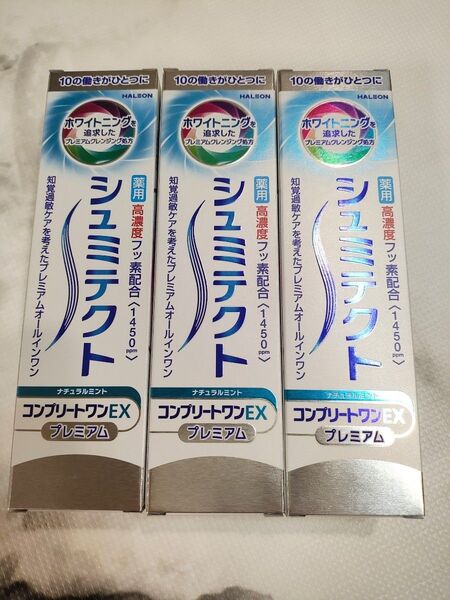 10の働きがひとつに
HALEON
ホワイトニングを
追求した
プレミアムクレンジング処方
薬用
高濃度フッ素配合〈1450ppm〉
シュミテクト
知覚過敏ケアを考えたプレミアムオールインワン
ナチュラルミント
コンプリートワンEX
プレミアム
10の働きがひとつに
HALEON
ホワイトニングを
追求した
プレミアムクレンジング処方
薬用
高濃度フッ素配合〈1450ppm〉
シュミテクト
知覚過敏ケアを考えたプレミアムオールインワン
ナチュラルミント
コンプリートワンEX
プレミアム
10の働きがひとつに
HALEON
ホワイトニングを
追求した
プレミアムクレンジング処方
薬用
高濃度フッ素配合〈1450ppm〉
シュミテクト
知覚過敏ケアを考えたプレミアムオールインワン
ナチュラルミント
コンプリートワンEX
プレミアム